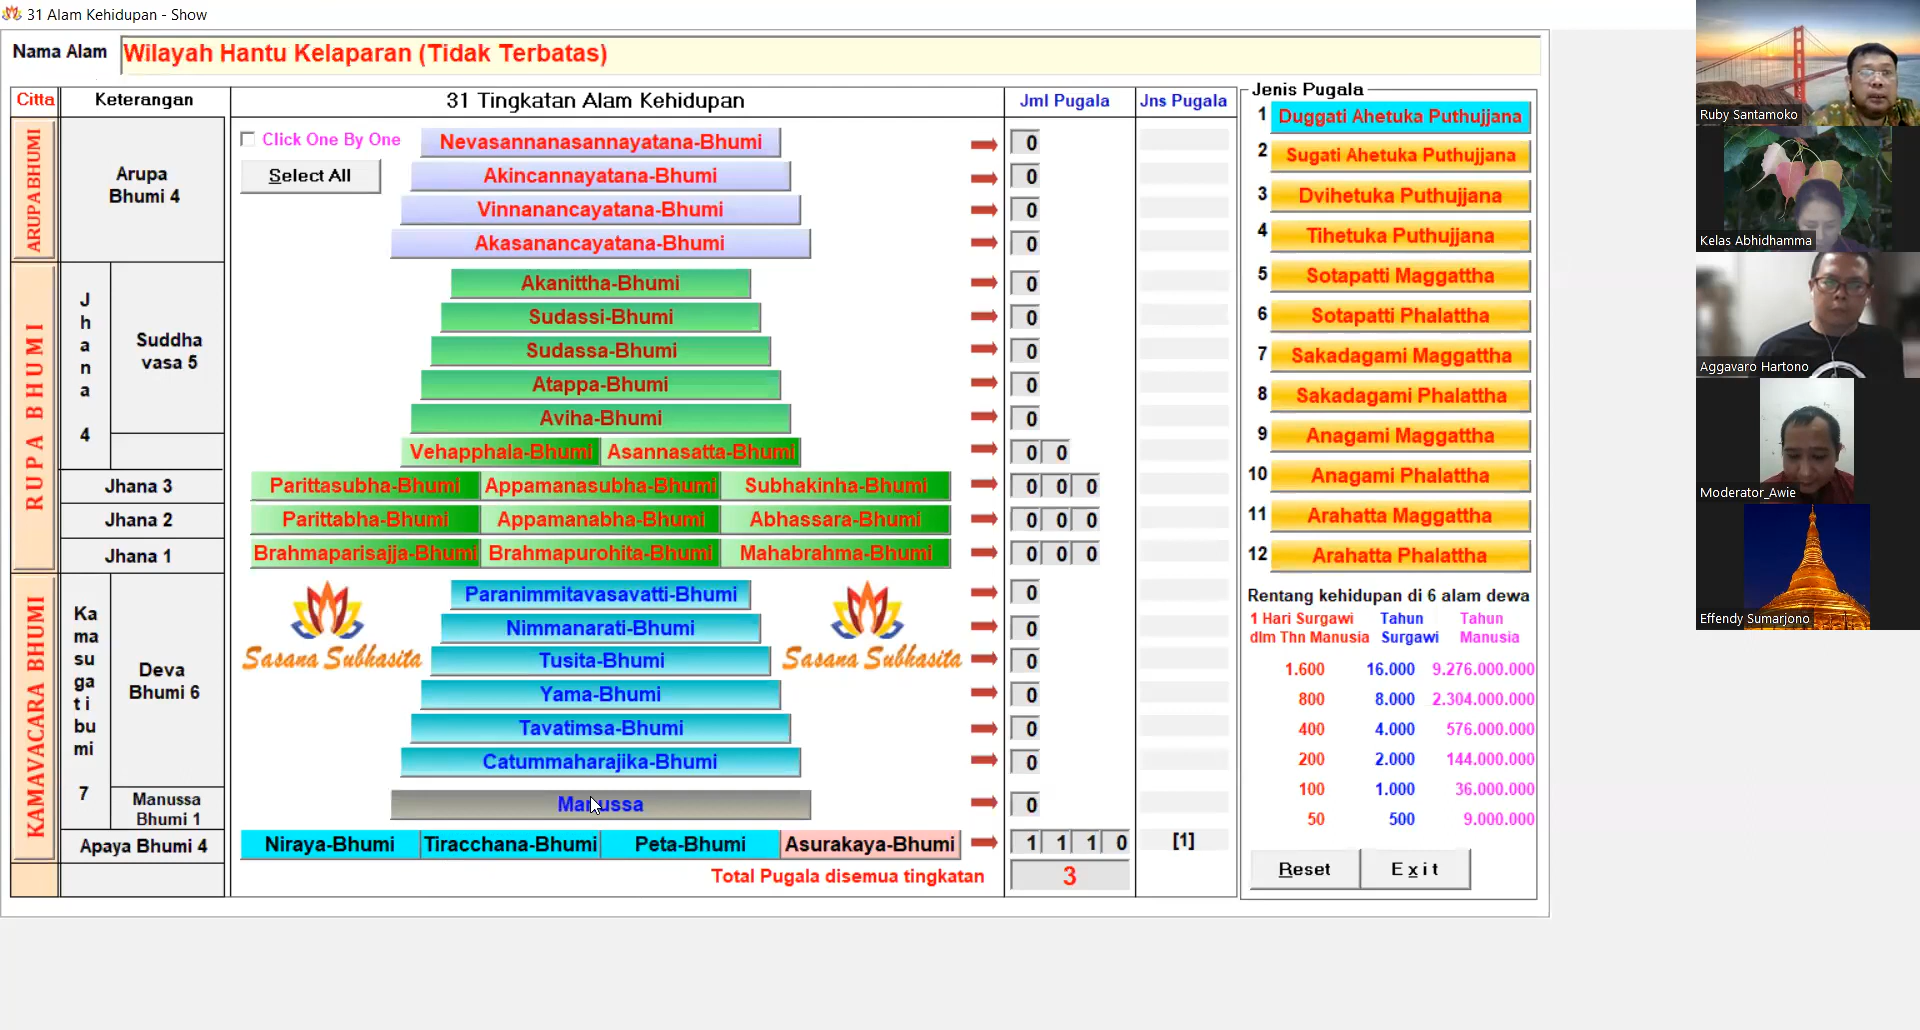 31 Alam Kehidupan - Show
Nama Alam
Wilayah Hantu Kelaparan (Tidak Terbatas)
Citta
Keterangan
31 Tingkatan Alam Kehidupan
Jml Pugala
Jns Pugala
Jenis Pugala
ARUPABHUMI
Arupa
Bhumi 4
Click One By One
Select All
Nevasannanasannayatana-Bhumi
0
Akincannayatana-Bhumi
0
Vinnanancayatana-Bhumi
0
Akasanancayatana-Bhumi
0
RUPA BHUMI
Jhana
4
Suddha
vasa 5
Akanittha-Bhumi
0
Sudassi-Bhumi
0
Sudassa-Bhumi
0
Atappa-Bhumi
0
Aviha-Bhumi
0
Vehapphala-Bhumi Asannasatta-Bhumi
0 0
Jhana 3
Parittasubha-Bhumi Appamanasubha-Bhumi Subhakinha-Bhumi
0 0 0
Jhana 2
Parittabha-Bhumi Appamanabha-Bhumi Abhassara-Bhumi
0 0 0
Jhana 1
Brahmaparisajja-Bhumi Brahmapurohita-Bhumi Mahabrahma-Bhumi
0 0 0
KAMAVACARA BHUMI
Ka
ma
su
ga
t i
bu
mi
7
Deva
Bhumi 6
Sasana Subhasita
Sasana Subhasita
Paranimmitavasavatti-Bhumi
0
Nimmanarati-Bhumi
0
Tusita-Bhumi
0
Yama-Bhumi
0
Tavatimsa-Bhumi
0
Catummaharajika-Bhumi
0
Manussa
Bhumi 1
Manussa
0
Apaya Bhumi 4
Niraya-Bhumi Tiracchana-Bhumi Peta-Bhumi Asurakaya-Bhumi
1 1 1 0
[1]
Total Pugala disemua tingkatan
3
1 Duggati Ahetuka Puthujjana
2 Sugati Ahetuka Puthujjana
3 Dvihetuka Puthujjana
4 Tihetuka Puthujjana
5 Sotapatti Maggattha
6 Sotapatti Phalattha
7 Sakadagami Maggattha
8 Sakadagami Phalattha
9 Anagami Maggattha
10 Anagami Phalattha
11 Arahatta Maggattha
12 Arahatta Phalattha
Rentang kehidupan di 6 alam dewa
1 Hari Surgawi Tahun Tahun
dlm Thn Manusia Surgawi Manusia
1.600 16.000 9.276.000.000
800 8.000 2.304.000.000
400 4.000 576.000.000
200 2.000 144.000.000
100 1.000 36.000.000
50 500 9.000.000
Reset
Exit
Ruby Santamoko
Kelas Abhidhamma
Aggavaro Hartono
Moderator_Awie
Effendy Sumarjono